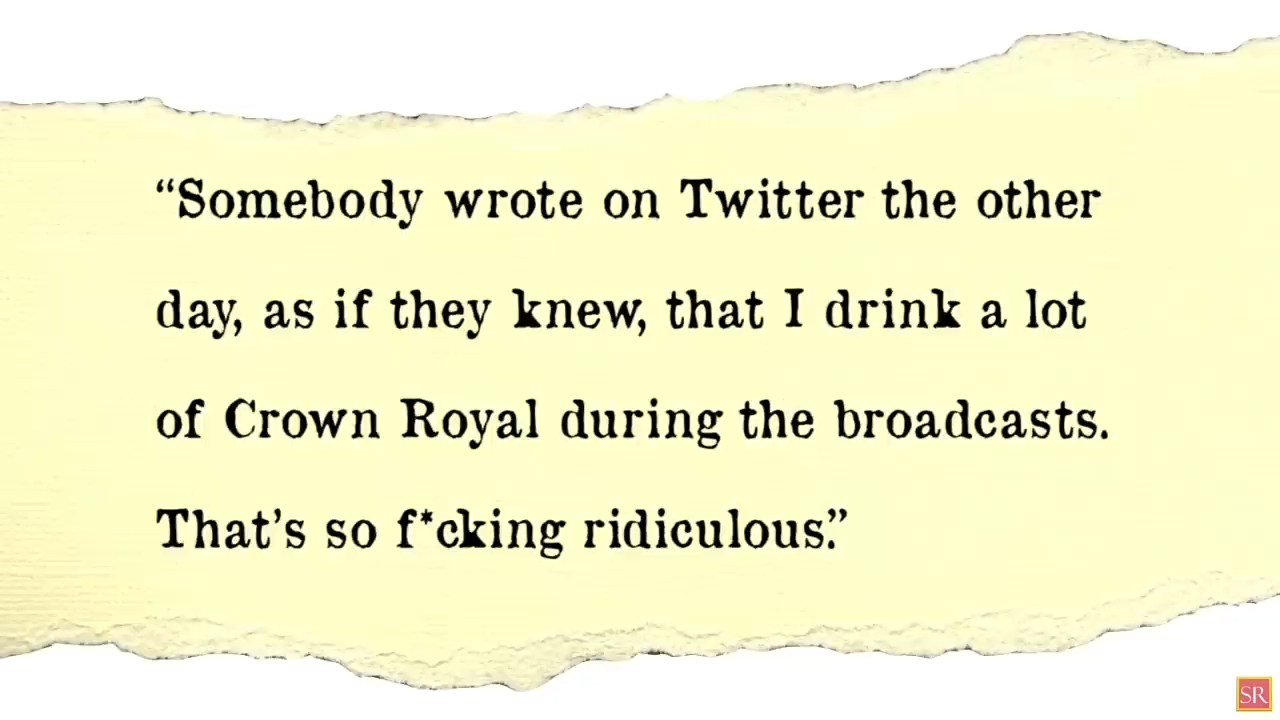 “Somebody wrote on Twitter the other
day, as if they knew, that I drink a lot
of Crown Royal during the broadcasts.
That’s so f*cking ridiculous.”
SR